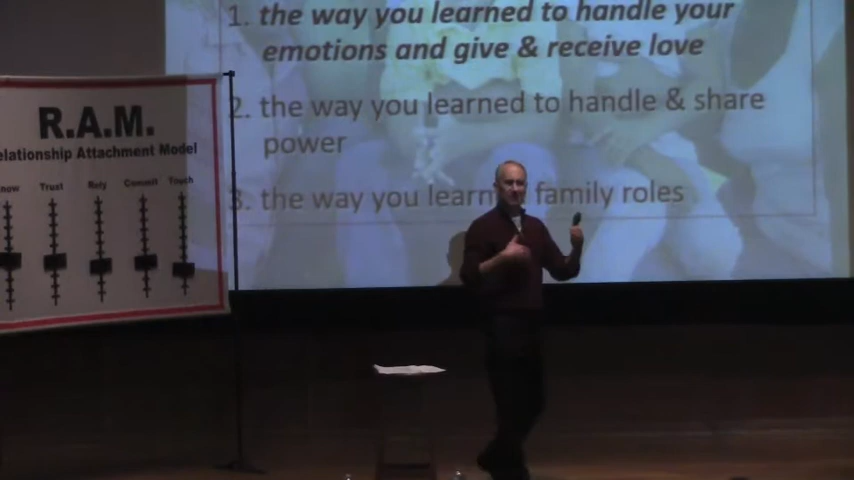 1. the way you learned to handle your
emotions and give & receive love
2. the way you learned to handle & share
power
3. the way you learn family roles
R.A.M.
elationship Attachment Model
now Trust Rely Commit Touch